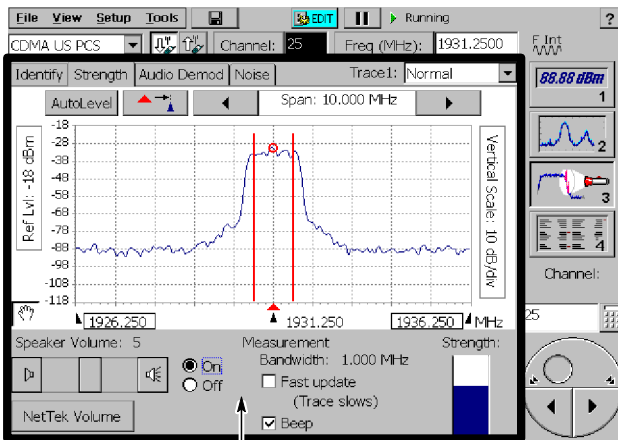 File View Setup Tools EDIT Running ?
CDMA US PCS Channel: 25 Freq (MHz): 1931.2500 F Int
Identify Strength Audio Demod Noise Trace1: Normal
AutoLevel Span: 10.000 MHz
Ref Lvl: -18 dBm
-18
-28
-38
-48
-58
-68
-78
-88
-98
-108
-118
Vertical Scale: 10 dB/div
1926.250 1931.250 1936.250 MHz
Speaker Volume: 5
On
Off
NetTek Volume
Measurement
Bandwidth: 1.000 MHz
Fast update
(Trace slows)
Beep
Strength:
88.88 dBm
1
2
3
4
Channel:
25